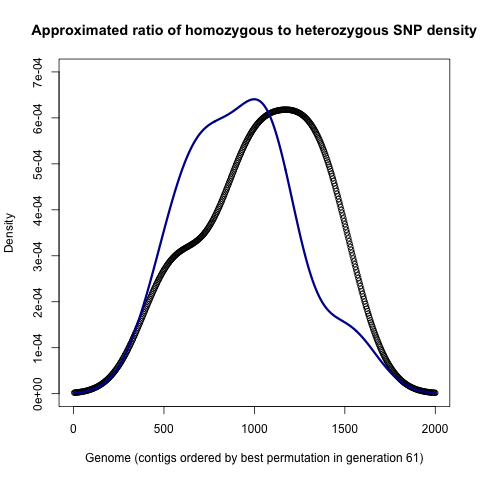 Approximated ratio of homozygous to heterozygous SNP density
7e-04
6e-04
5e-04
4e-04
3e-04
2e-04
1e-04
0e+00
Density
0 500 1000 1500 2000
Genome (contigs ordered by best permutation in generation 61)